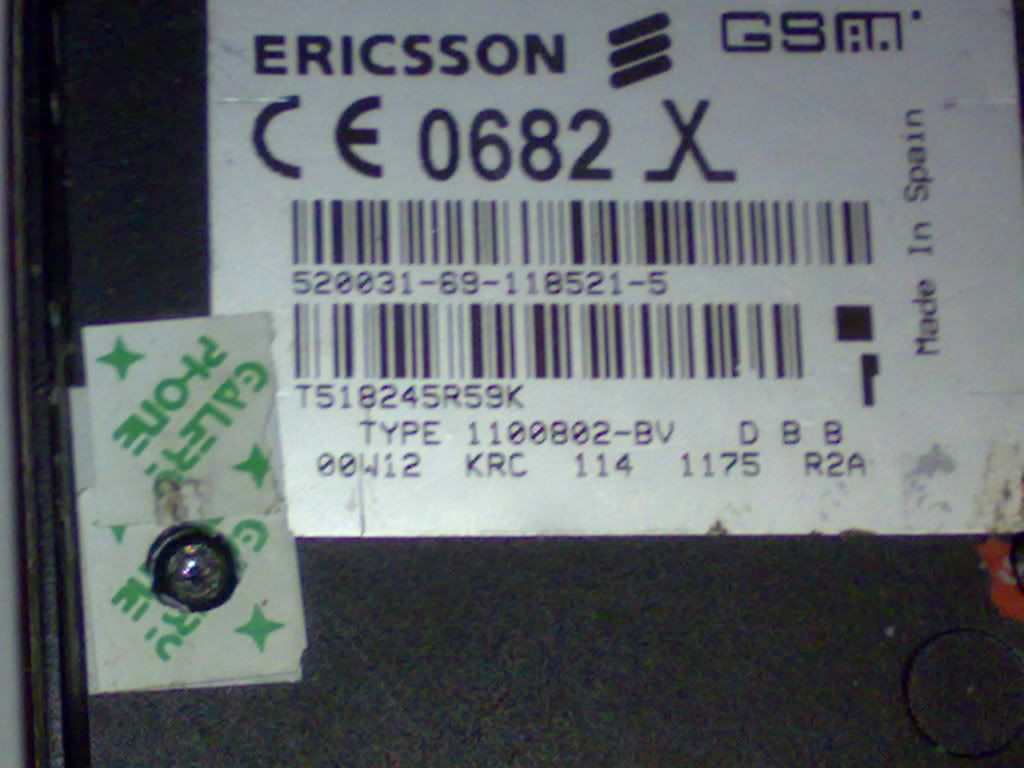 ERICSSON GSM
CE 0682 X
520031-69-118521-5
T518245R59K
TYPE 1100802-BV D B B
00W12 KRC 114 1175 R2A
Made In Spain
PHONE